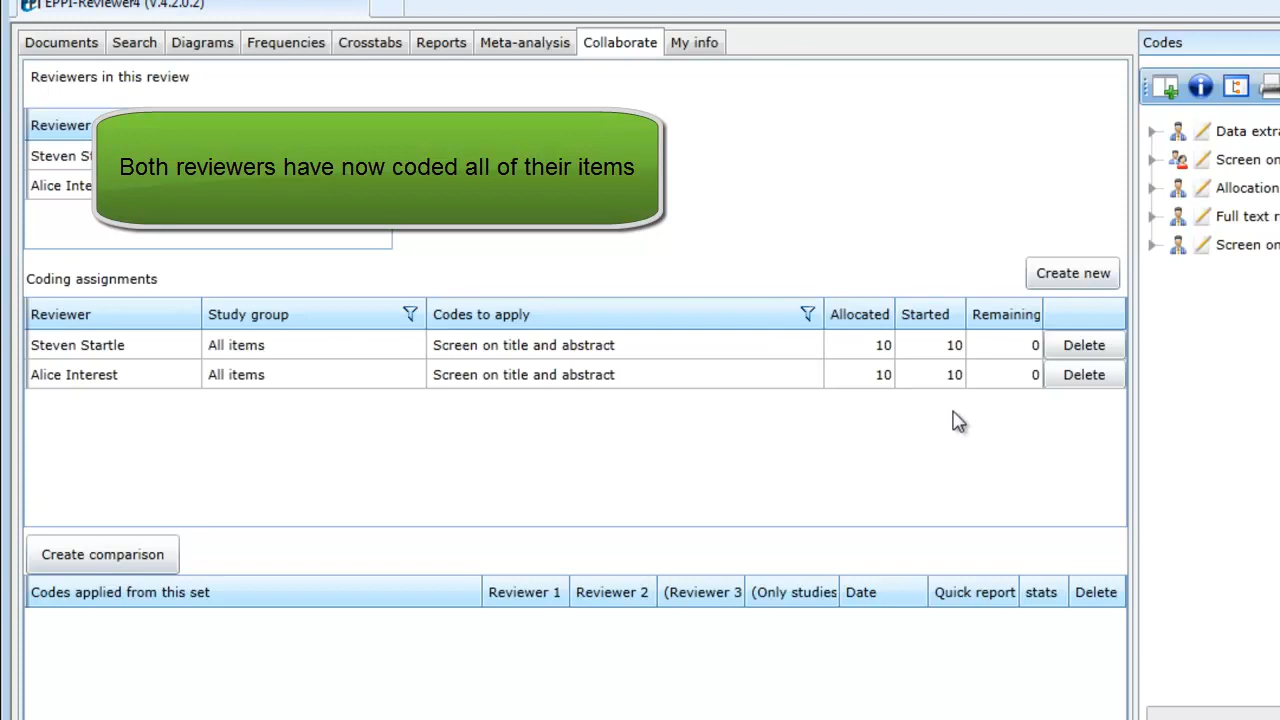 EPPI-Reviewer4 (V.4.2.0.2)
Documents Search Diagrams Frequencies Crosstabs Reports Meta-analysis Collaborate My info
Codes
Reviewers in this review
Reviewer
Both reviewers have now coded all of their items
Steven St
Alice Inte
Data extra
Screen on
Allocation
Full text r
Screen on
Coding assignments
Create new
Reviewer Study group Codes to apply Allocated Started Remaining
Steven Startle All items Screen on title and abstract 10 10 0 Delete
Alice Interest All items Screen on title and abstract 10 10 0 Delete
Create comparison
Codes applied from this set Reviewer 1 Reviewer 2 (Reviewer 3 (Only studies Date Quick report stats Delete